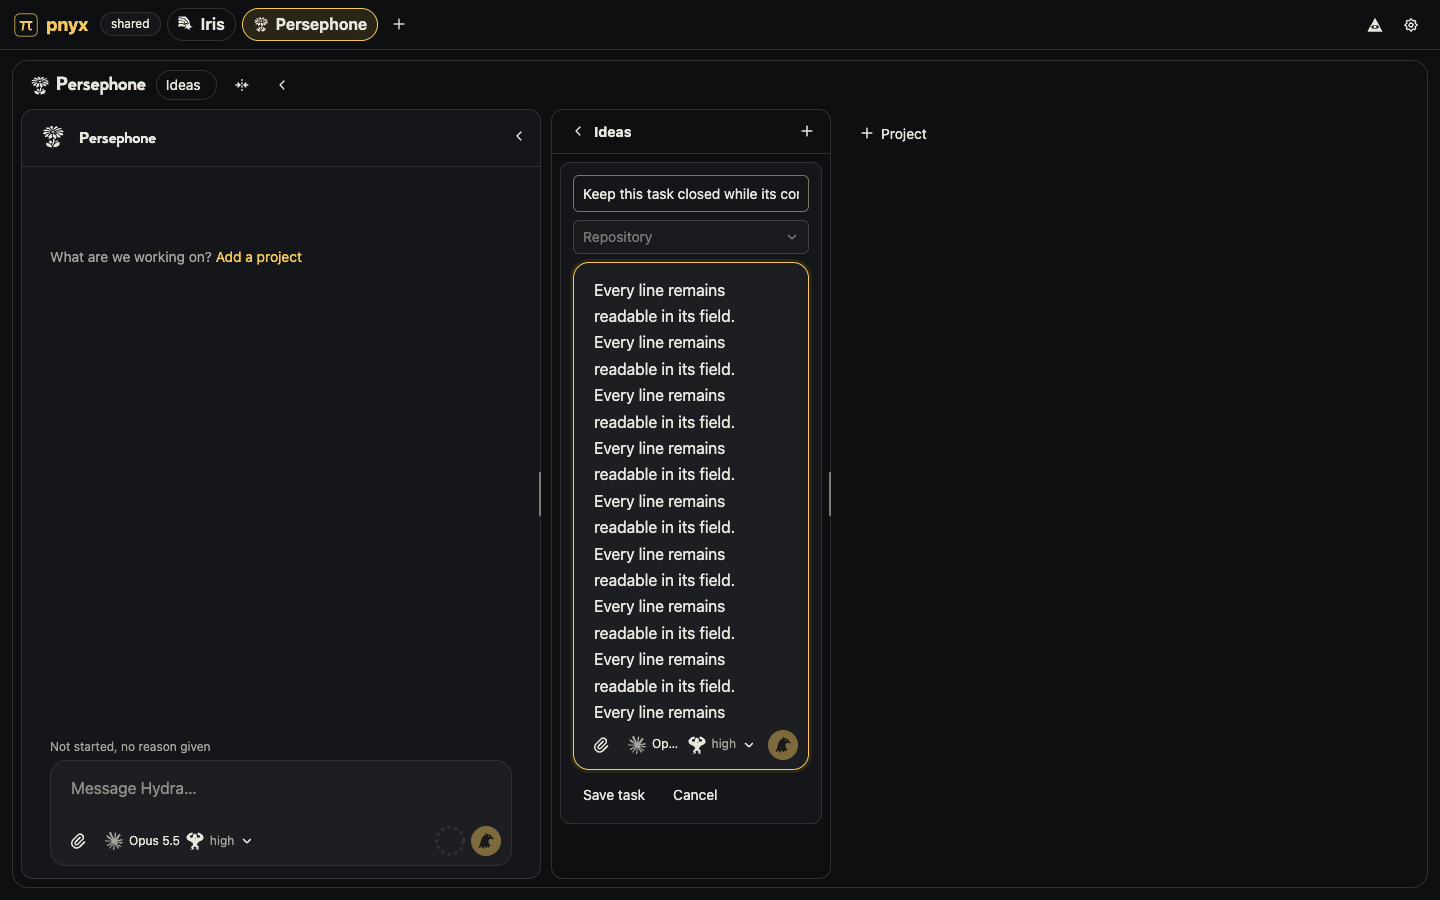 π pnyx shared Iris Persephone
Persephone Ideas
Persephone
What are we working on? Add a project
Not started, no reason given
Message Hydra...
Opus 5.5 high
Ideas
Keep this task closed while its
Repository
Every line remains
readable in its field.
Every line remains
readable in its field.
Every line remains
readable in its field.
Every line remains
readable in its field.
Every line remains
readable in its field.
Every line remains
readable in its field.
Every line remains
readable in its field.
Every line remains
readable in its field.
Every line remains
Op... high
Save task Cancel
Project